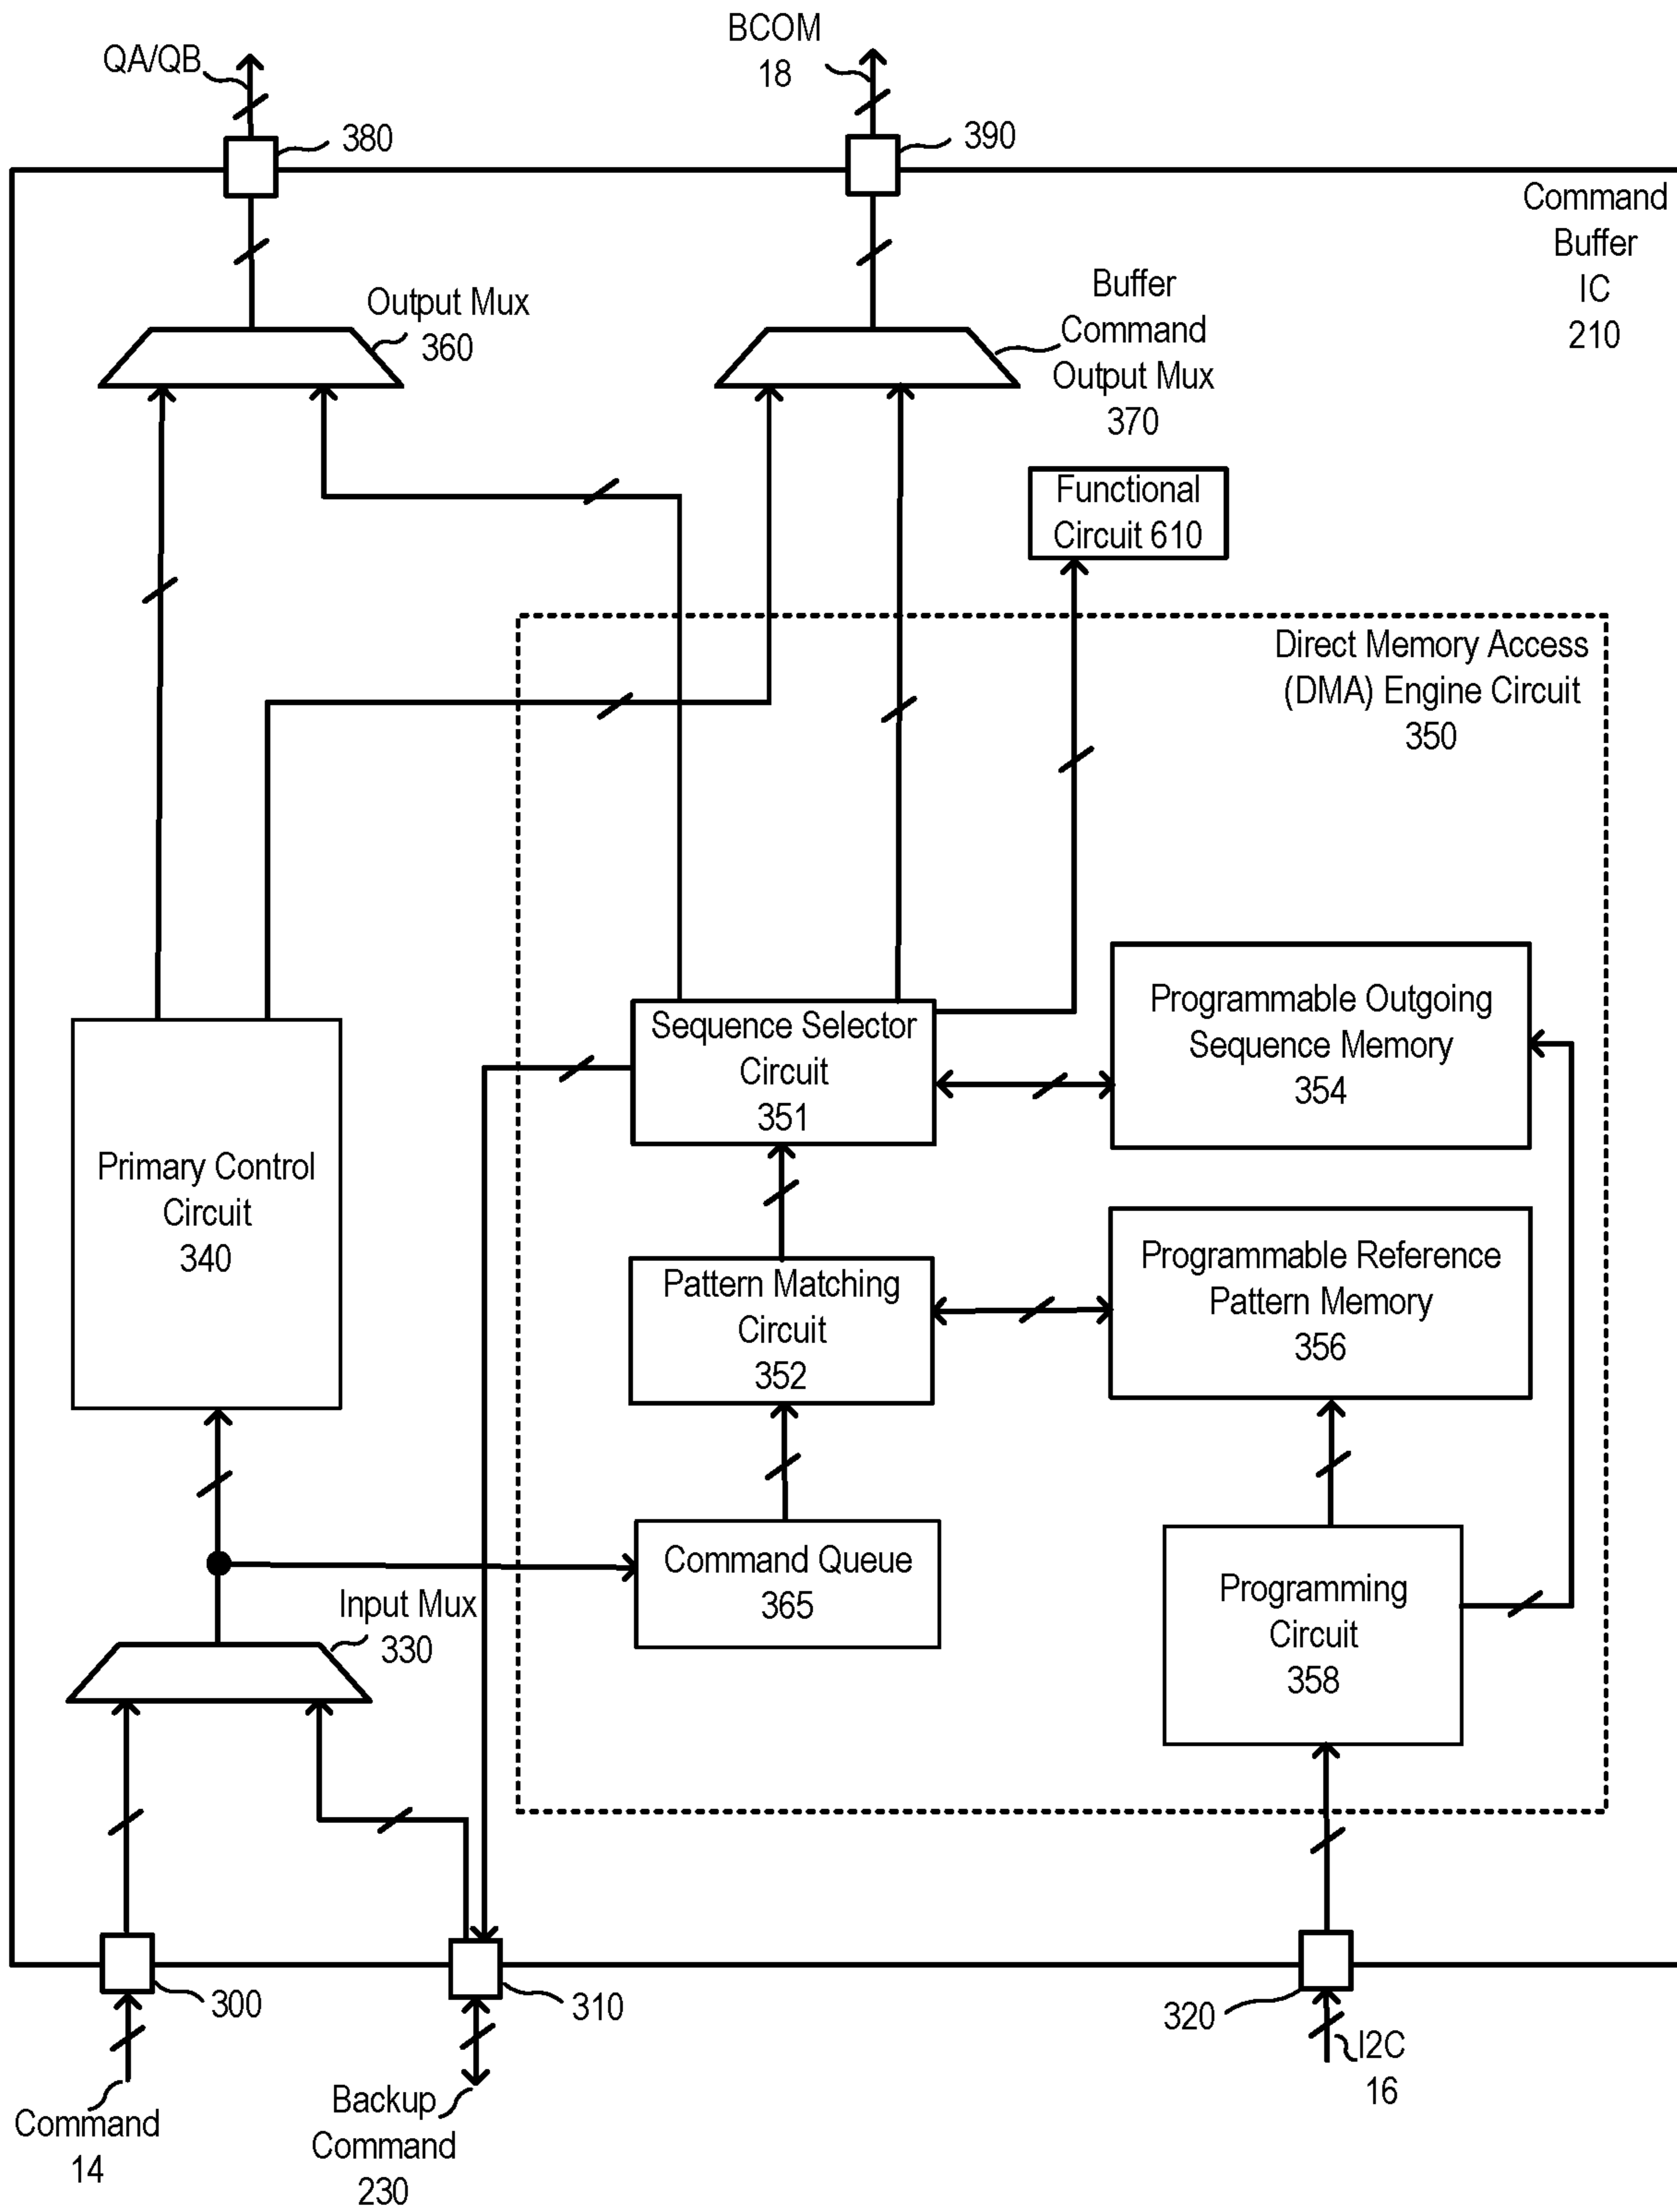 QA/QB
BCOM
18
380
390
Command
Buffer
IC
210
Output Mux
360
Buffer
Command
Output Mux
370
Functional
Circuit 610
Direct Memory Access
(DMA) Engine Circuit
350
Sequence Selector
Circuit
351
Programmable Outgoing
Sequence Memory
354
Primary Control
Circuit
340
Pattern Matching
Circuit
352
Programmable Reference
Pattern Memory
356
Command Queue
365
Programming
Circuit
358
Input Mux
330
300
310
320
I2C
16
Command
14
Backup
Command
230